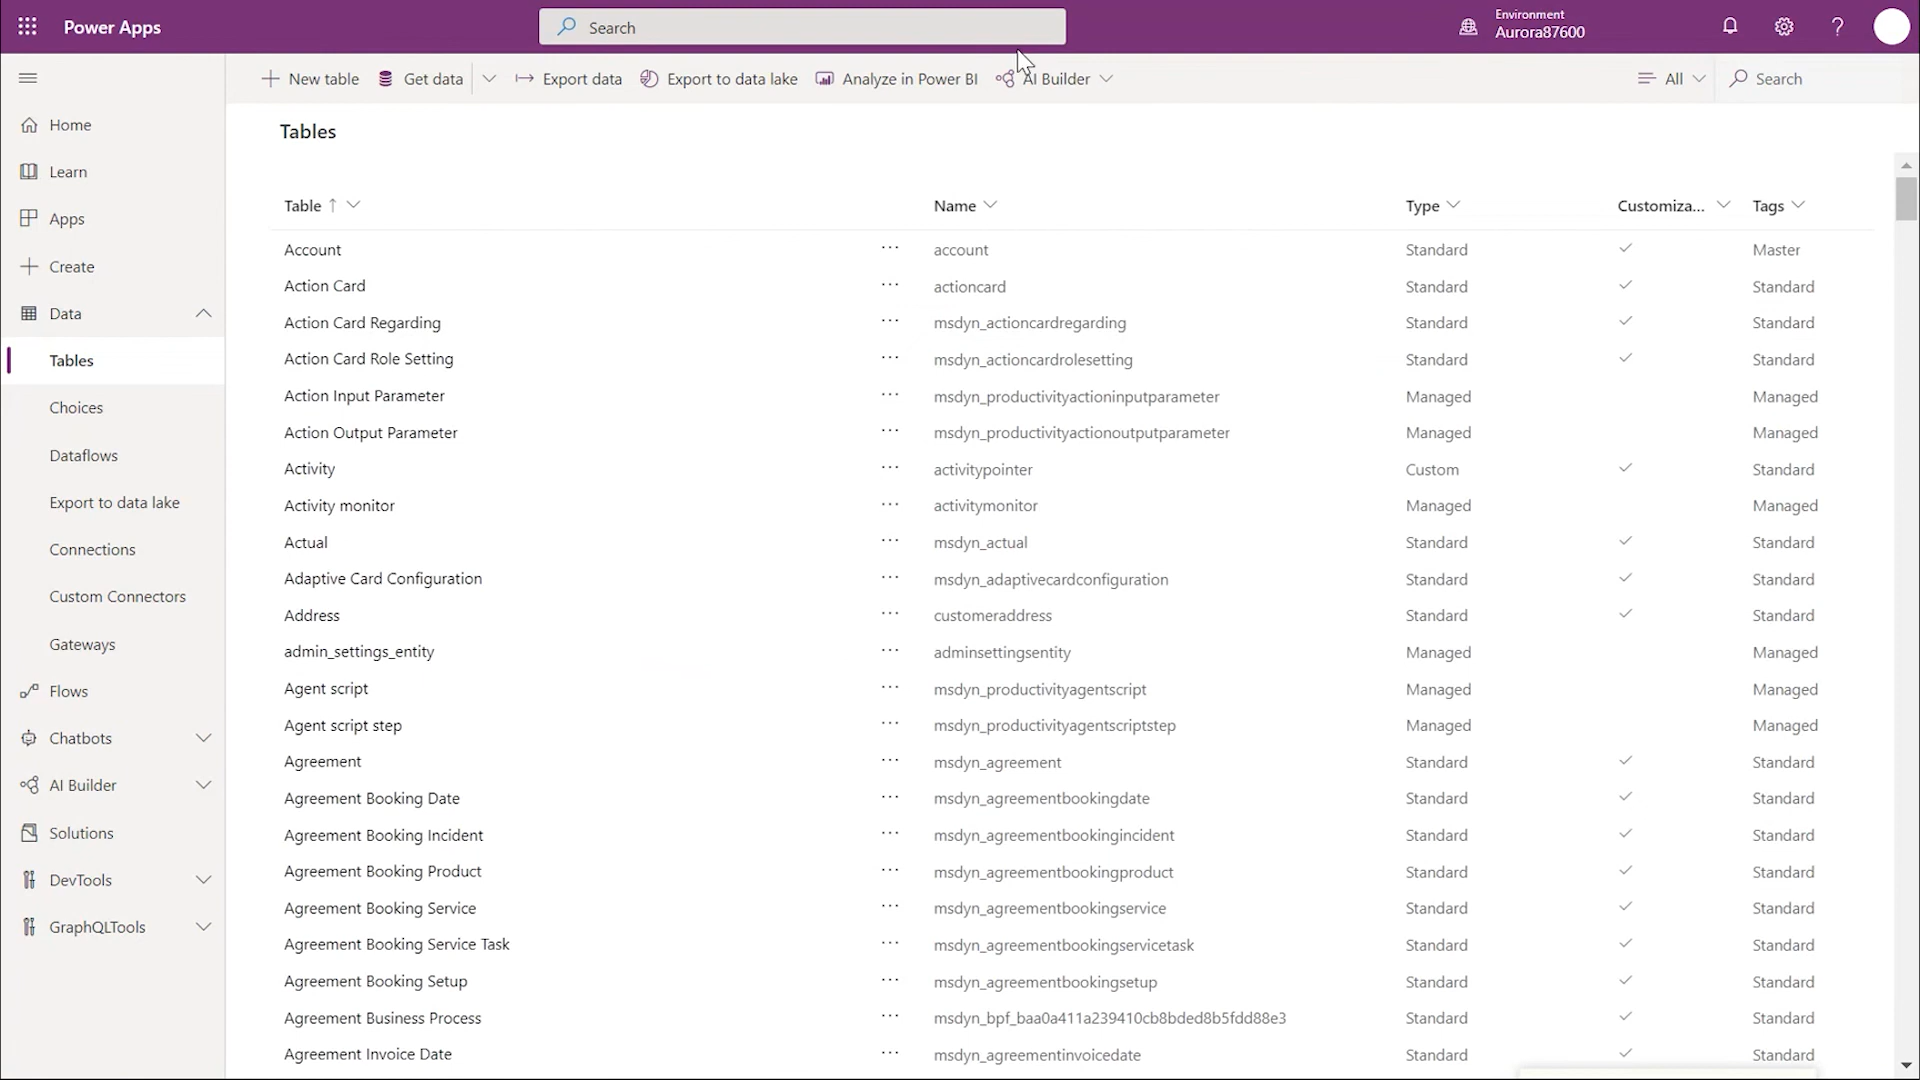 Power Apps
Search
Environment
Aurora87600
?
New table
Get data
Export data
Export to data lake
Analyze in Power BI
AI Builder
All
Search
Home
Learn
Apps
Create
Data
Tables
Choices
Dataflows
Export to data lake
Connections
Custom Connectors
Gateways
Flows
Chatbots
AI Builder
Solutions
DevTools
GraphQLTools
Tables
Table ↑ Name Type Customiza... Tags
Account ... account Standard ✓ Master
Action Card ... actioncard Standard ✓ Standard
Action Card Regarding ... msdyn_actioncardregarding Standard ✓ Standard
Action Card Role Setting ... msdyn_actioncardrolesetting Standard ✓ Standard
Action Input Parameter ... msdyn_productivityactioninputparameter Managed Managed
Action Output Parameter ... msdyn_productivityactionoutputparameter Managed Managed
Activity ... activitypointer Custom ✓ Standard
Activity monitor ... activitymonitor Managed Managed
Actual ... msdyn_actual Standard ✓ Standard
Adaptive Card Configuration ... msdyn_adaptivecardconfiguration Standard ✓ Standard
Address ... customeraddress Standard ✓ Standard
admin_settings_entity ... adminsettingsentity Managed Managed
Agent script ... msdyn_productivityagentscript Managed Managed
Agent script step ... msdyn_productivityagentscriptstep Managed Managed
Agreement ... msdyn_agreement Standard ✓ Standard
Agreement Booking Date ... msdyn_agreementbookingdate Standard ✓ Standard
Agreement Booking Incident ... msdyn_agreementbookingincident Standard ✓ Standard
Agreement Booking Product ... msdyn_agreementbookingproduct Standard ✓ Standard
Agreement Booking Service ... msdyn_agreementbookingservice Standard ✓ Standard
Agreement Booking Service Task ... msdyn_agreementbookingservicetask Standard ✓ Standard
Agreement Booking Setup ... msdyn_agreementbookingsetup Standard ✓ Standard
Agreement Business Process ... msdyn_bpf_baa0a411a239410cb8bded8b5fdd88e3 Standard ✓ Standard
Agreement Invoice Date ... msdyn_agreementinvoicedate Standard ✓ Standard